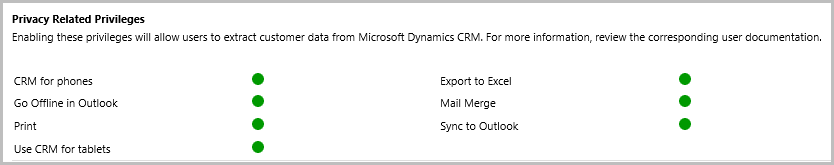 Privacy Related Privileges
Enabling these privileges will allow users to extract customer data from Microsoft Dynamics CRM. For more information, review the corresponding user documentation.
CRM for phones
Export to Excel
Go Offline in Outlook
Mail Merge
Print
Sync to Outlook
Use CRM for tablets